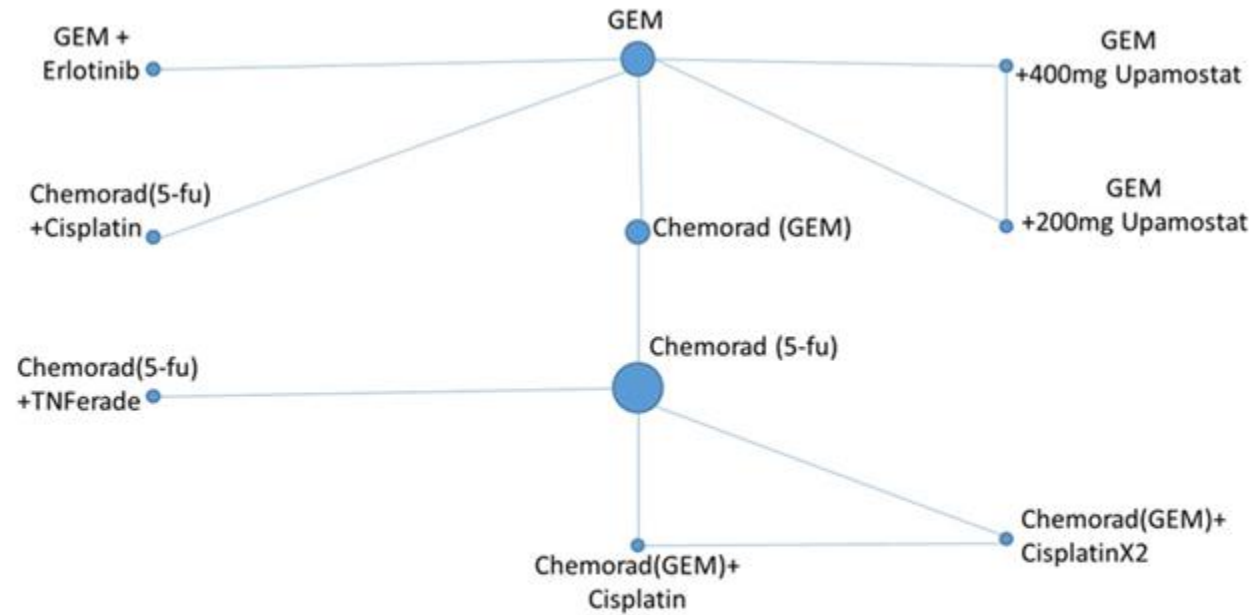 GEM
GEM +
Erlotinib
GEM
+400mg Upamostat
Chemorad(5-fu)
+Cisplatin
GEM
+200mg Upamostat
Chemorad (GEM)
Chemorad (5-fu)
Chemorad(5-fu)
+TNFerade
Chemorad(GEM)+
CisplatinX2
Chemorad(GEM)+
Cisplatin